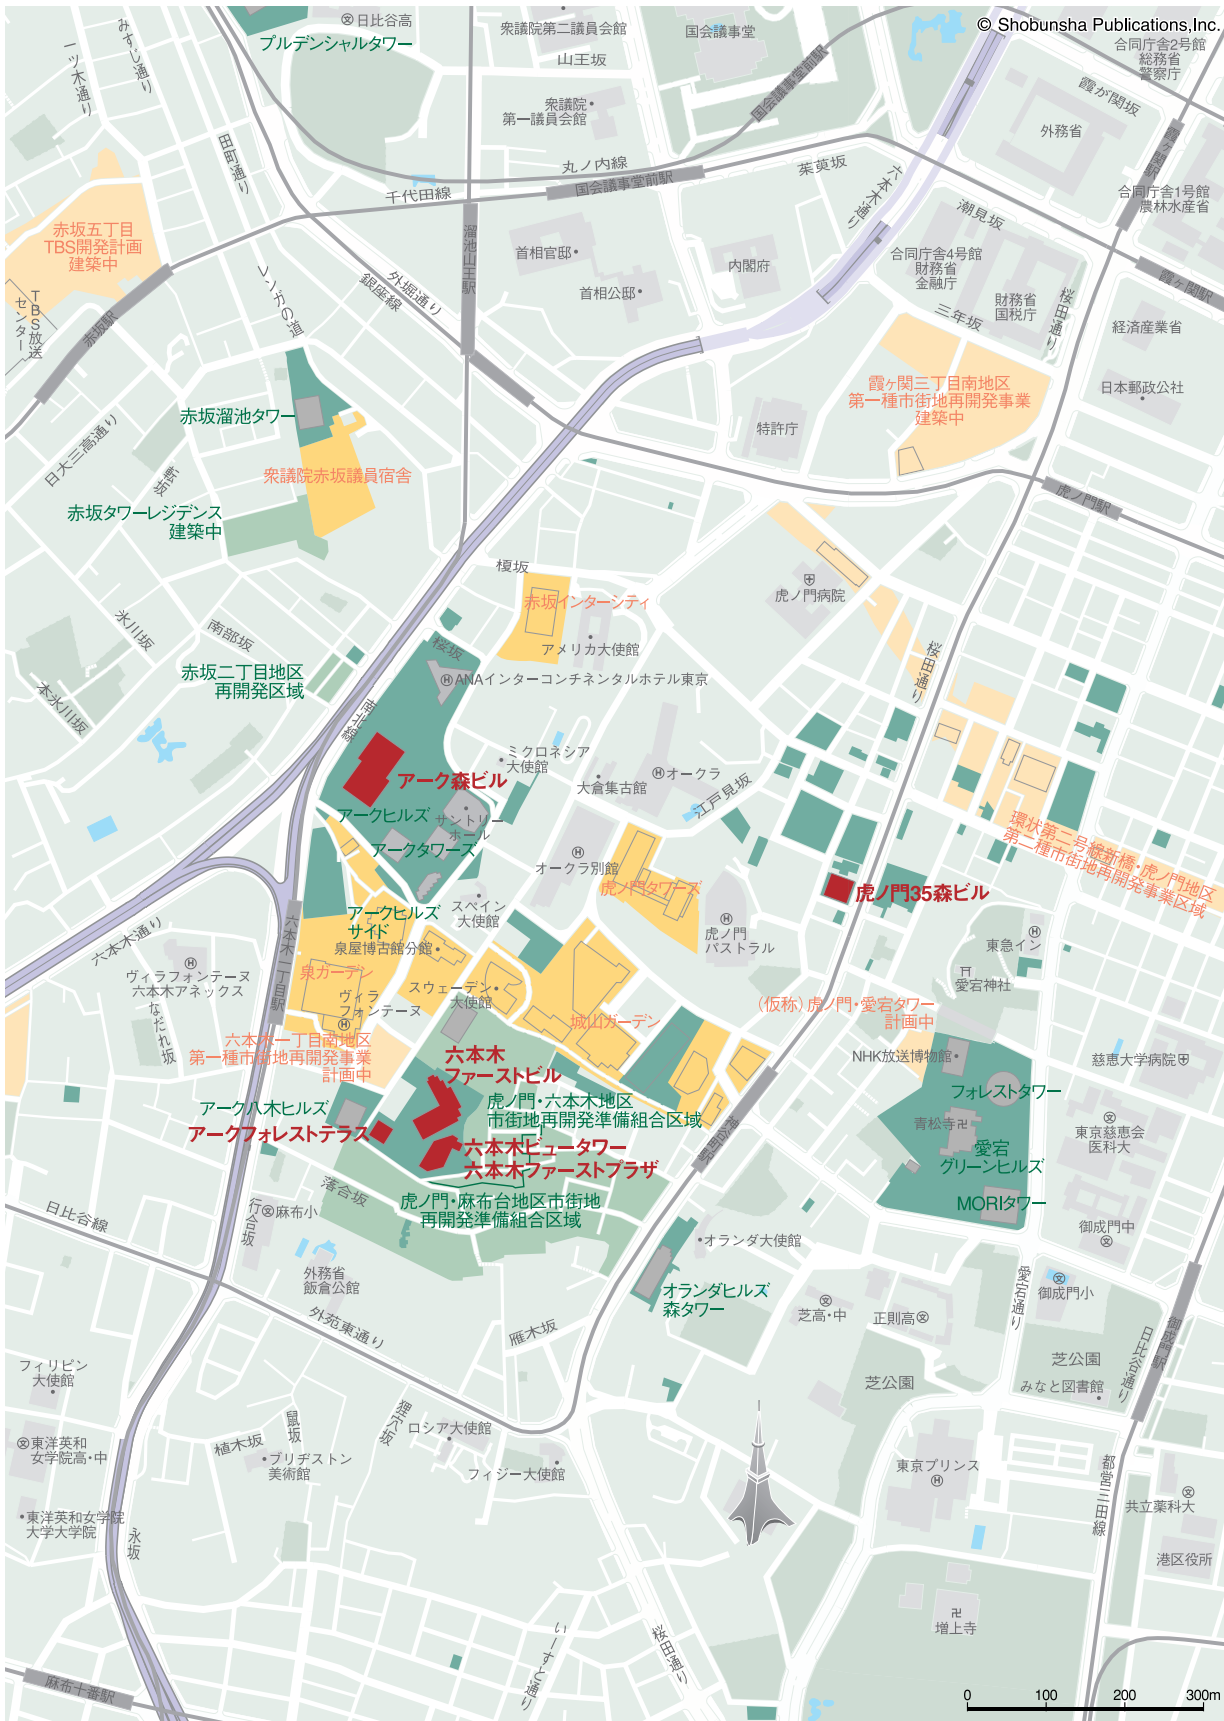 © Shobunsha Publications,Inc.
日比谷高
プルデンシャルタワー
衆議院第二議員会館
国会議事堂
山王坂
合同庁舎2号館
総務省
警察庁
みすじ通り
一ツ木通り
衆議院
第一議員会館
国会議事堂前駅
霞が関坂
外務省
霞ヶ関駅
田町通り
丸ノ内線
国会議事堂前駅
千代田線
茱萸坂
六本木通り
合同庁舎1号館
農林水産省
潮見坂
赤坂五丁目
TBS開発計画
建築中
溜池山王駅
首相官邸
首相公邸
内閣府
合同庁舎4号館
財務省
金融庁
財務省
国税庁
霞ヶ関駅
桜田通り
レンガの道
外堀通り
銀座線
TBS放送
センター
赤坂駅
三年坂
経済産業省
日本郵政公社
霞ヶ関三丁目南地区
第一種市街地再開発事業
建築中
赤坂溜池タワー
特許庁
日大三高通り
衆議院赤坂議員宿舎
虎ノ門駅
赤坂タワーレジデンス
建築中
榎坂
赤坂インターシティ
虎ノ門病院
氷川坂
南部坂
桜坂
アメリカ大使館
桜田通り
赤坂二丁目地区
再開発区域
ANAインターコンチネンタルホテル東京
本氷川坂
南北線
ミクロネシア
大使館
アーク森ビル
大倉集古館
オークラ
江戸見坂
アークヒルズ
サントリー
ホール
アークタワーズ
環状第二号線新橋・虎ノ門地区
第二種市街地再開発事業区域
オークラ別館
虎ノ門タワーズ
虎ノ門35森ビル
スペイン
大使館
アークヒルズ
サイド
泉屋博古館分館
虎ノ門
パストラル
東急イン
六本木通り
六本木一丁目駅
ヴィラフォンテーヌ
六本木アネックス
泉ガーデン
ヴィラ
フォンテーヌ
スウェーデン
大使館
愛宕神社
なだれ坂
城山ガーデン
(仮称)虎ノ門・愛宕タワー
計画中
六本木一丁目南地区
第一種市街地再開発事業
計画中
六本木
ファーストビル
NHK放送博物館
慈恵大学病院
フォレストタワー
アーク八木ヒルズ
虎ノ門・六本木地区
市街地再開発準備組合区域
アークフォレストテラス
神谷町駅
青松寺
東京慈恵会
医科大
六本木ビュータワー
六本木ファーストプラザ
愛宕
グリーンヒルズ
落合坂
虎ノ門・麻布台地区市街地
再開発準備組合区域
MORIタワー
日比谷線
行合坂
麻布小
御成門中
オランダ大使館
外務省
飯倉公館
愛宕通り
御成門小
オランダヒルズ
森タワー
芝高・中
正則高
外苑東通り
雁木坂
御成門駅
日比谷通り
フィリピン
大使館
芝公園
芝公園
みなと図書館
鼠坂
狸穴坂
ロシア大使館
植木坂
東洋英和
女学院高・中
ブリヂストン
美術館
フィジー大使館
東京プリンス
都営三田線
共立薬科大
東洋英和女学院
大学大学院
永坂
港区役所
増上寺
いーすと通り
桜田通り
麻布十番駅
0 100 200 300m